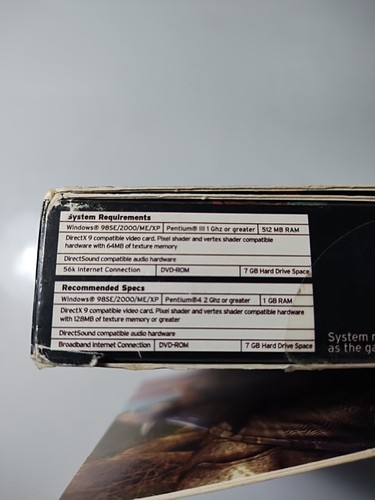 System Requirements
Windows® 98SE/2000/ME/XP Pentium® III 1 Ghz or greater 512 MB RAM
DirectX 9 compatible video card. Pixel shader and vertex shader compatible
hardware with 64MB of texture memory
DirectSound compatible audio hardware
56k Internet Connection DVD-ROM 7 GB Hard Drive Space
Recommended Specs
Windows® 98SE/2000/ME/XP Pentium®4 2 Ghz or greater 1 GB RAM
DirectX 9 compatible video card. Pixel shader and vertex shader compatible hardware
with 128MB of texture memory or greater
DirectSound compatible audio hardware
Broadband Internet Connection DVD-ROM 7 GB Hard Drive Space
System
as the